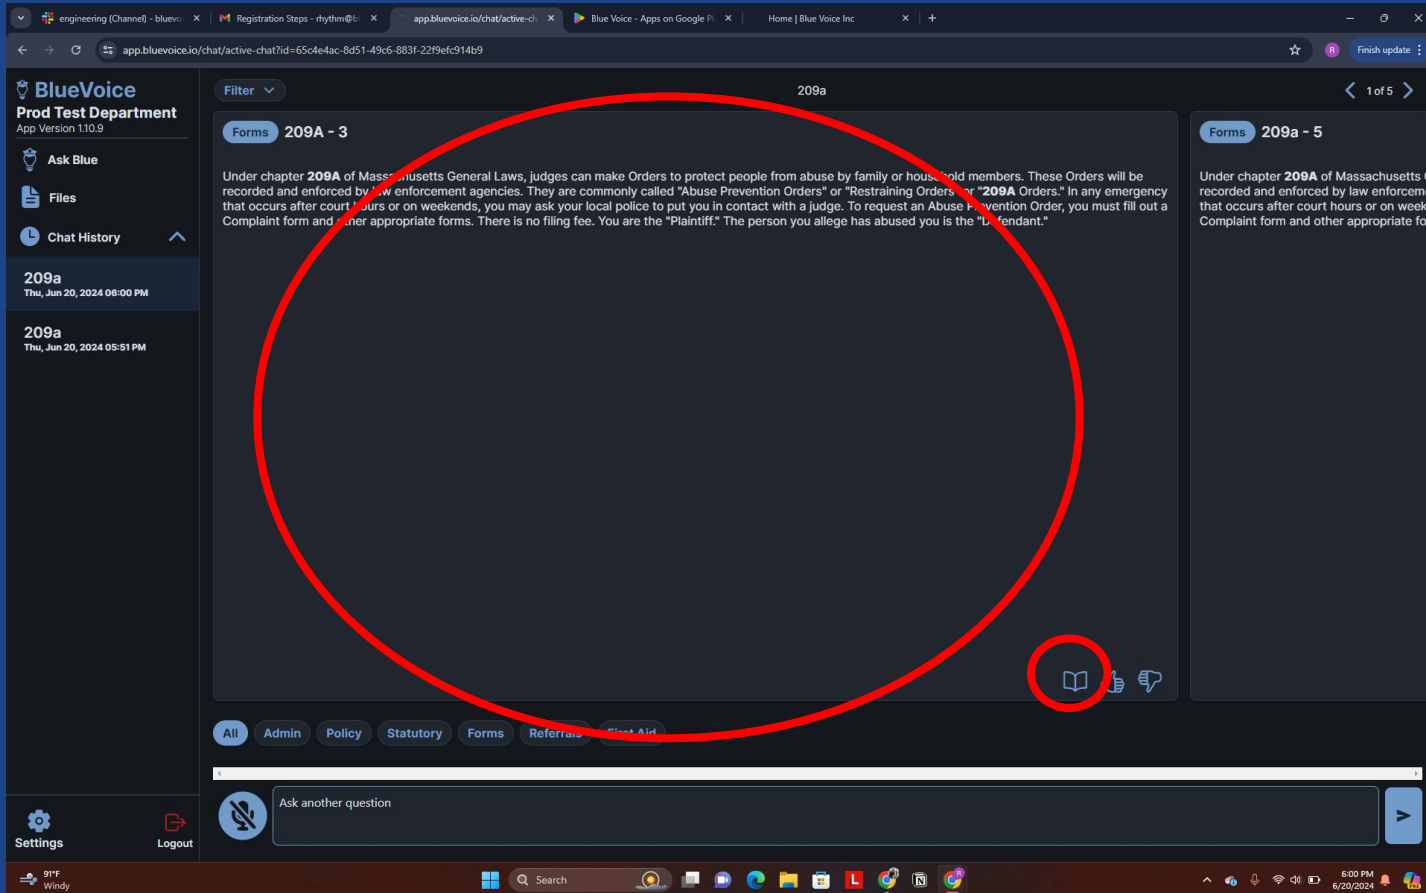 engineering (Channel) - bluevo
Registration Steps - rhythm@bl
app.bluevoice.io/chat/active-ch
Blue Voice - Apps on Google Pl
Home | Blue Voice Inc
app.bluevoice.io/chat/active-chat?id=65c4e4ac-8d51-49c6-883f-22f9efc914b9
R
Finish update
BlueVoice
Prod Test Department
App Version 1.10.9
Ask Blue
Files
Chat History
209a
Thu, Jun 20, 2024 06:00 PM
209a
Thu, Jun 20, 2024 05:51 PM
Settings
Logout
Filter
209a
1 of 5
Forms 209A - 3
Under chapter 209A of Massachusetts General Laws, judges can make Orders to protect people from abuse by family or household members. These Orders will be
recorded and enforced by law enforcement agencies. They are commonly called "Abuse Prevention Orders" or "Restraining Orders" or "209A Orders." In any emergency
that occurs after court hours or on weekends, you may ask your local police to put you in contact with a judge. To request an Abuse Prevention Order, you must fill out a
Complaint form and other appropriate forms. There is no filing fee. You are the "Plaintiff." The person you allege has abused you is the "Defendant."
Forms 209a - 5
Under chapter 209A of Massachusetts
recorded and enforced by law enforcem
that occurs after court hours or on week
Complaint form and other appropriate fo
All Admin Policy Statutory Forms Referrals First Aid
Ask another question
91°F
Windy
Search
L
6:00 PM
6/20/2024